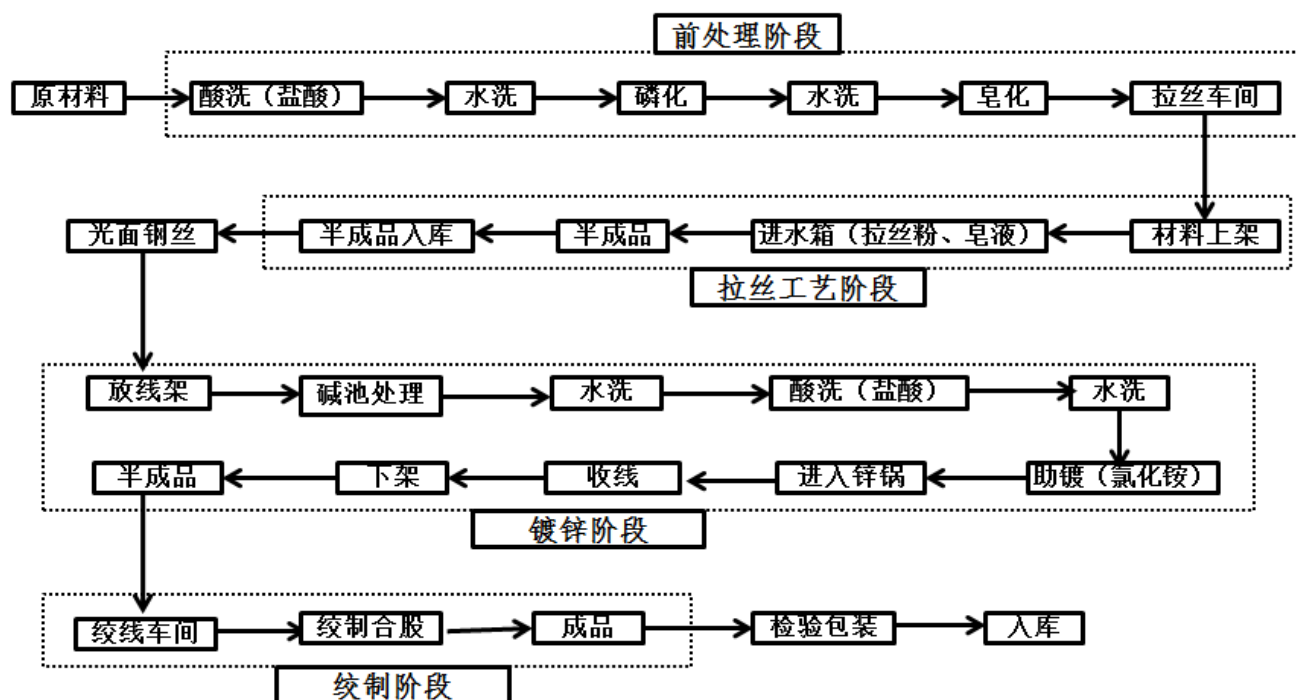 前处理阶段
原材料
酸洗（盐酸）
水洗
磷化
水洗
皂化
拉丝车间
光面钢丝
半成品入库
半成品
进水箱（拉丝粉、皂液）
材料上架
拉丝工艺阶段
放线架
碱池处理
水洗
酸洗（盐酸）
水洗
半成品
下架
收线
进入锌锅
助镀（氯化铵）
镀锌阶段
绞线车间
绞制合股
成品
检验包装
入库
绞制阶段